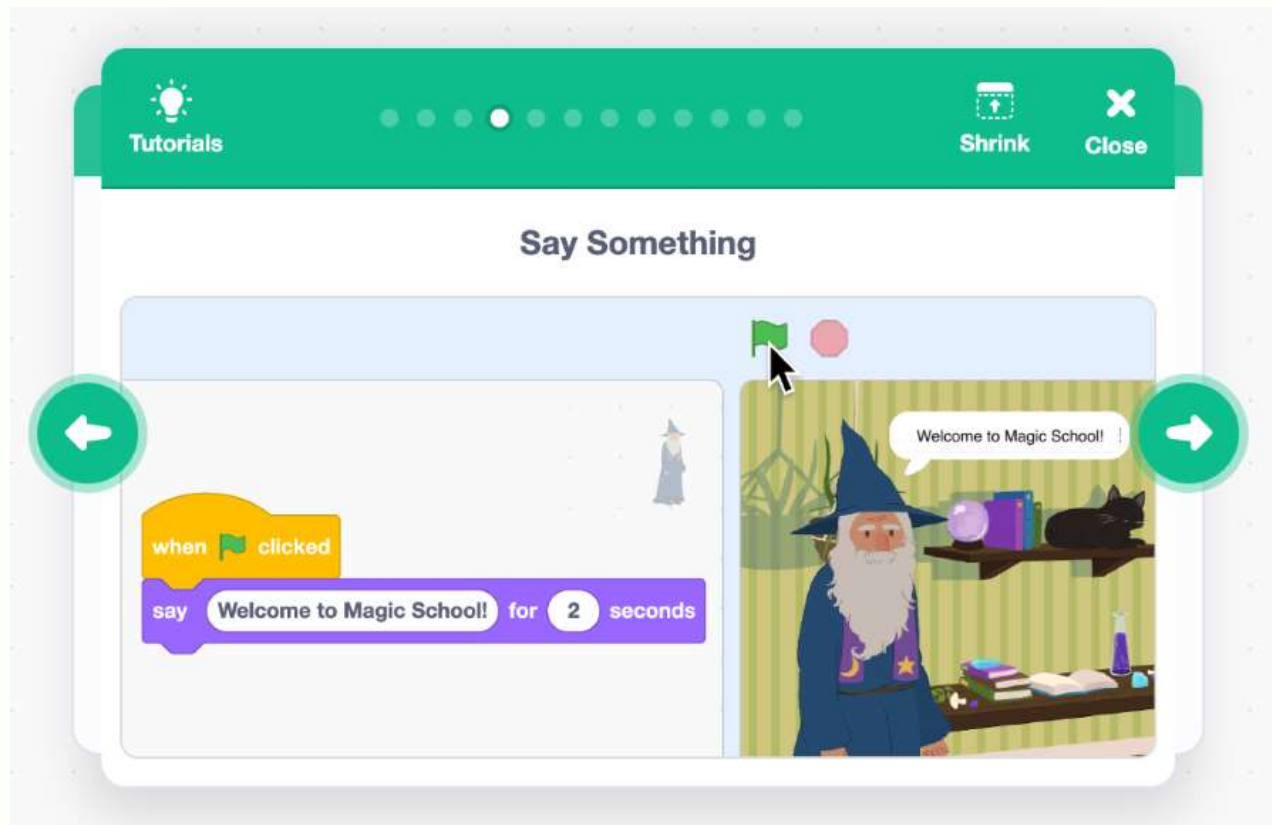 Tutorials
Shrink
Close
Say Something
Welcome to Magic School!
when clicked
say Welcome to Magic School! for 2 seconds